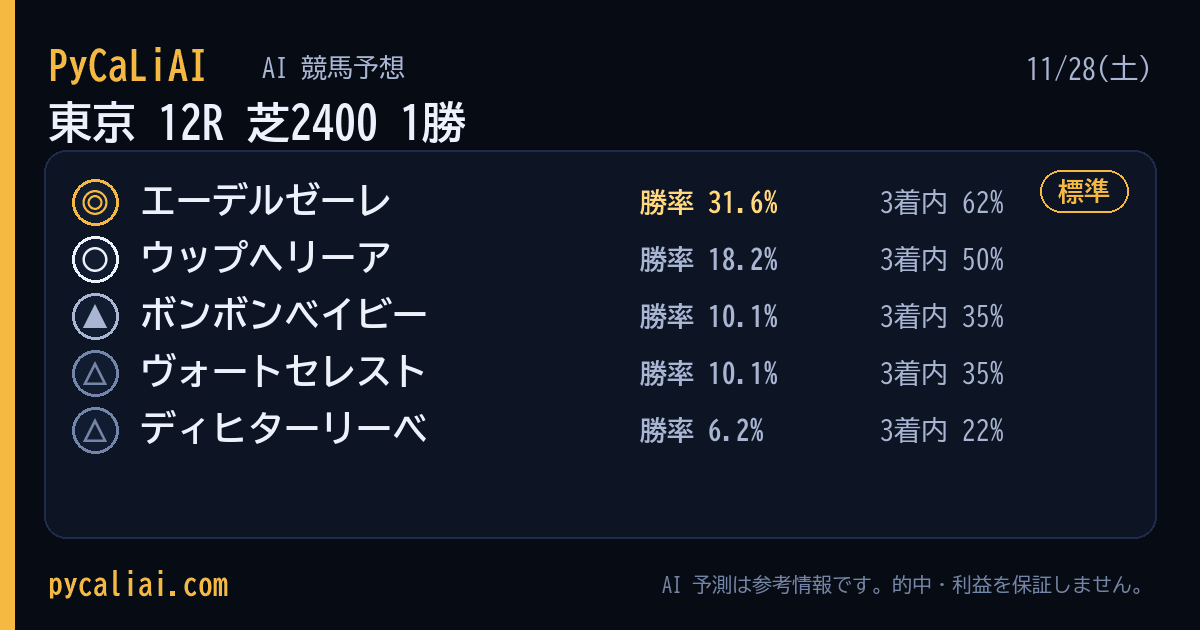 PyCaLiAI AI 競馬予想 11/28(土)
東京 12R 芝2400 1勝
◎ エーデルゼーレ 勝率 31.6% 3着内 62% 標準
○ ウップヘリーア 勝率 18.2% 3着内 50%
▲ ボンボンベイビー 勝率 10.1% 3着内 35%
△ ヴォートセレスト 勝率 10.1% 3着内 35%
△ ディヒターリーベ 勝率 6.2% 3着内 22%
pycaliai.com AI 予測は参考情報です。的中・利益を保証しません。